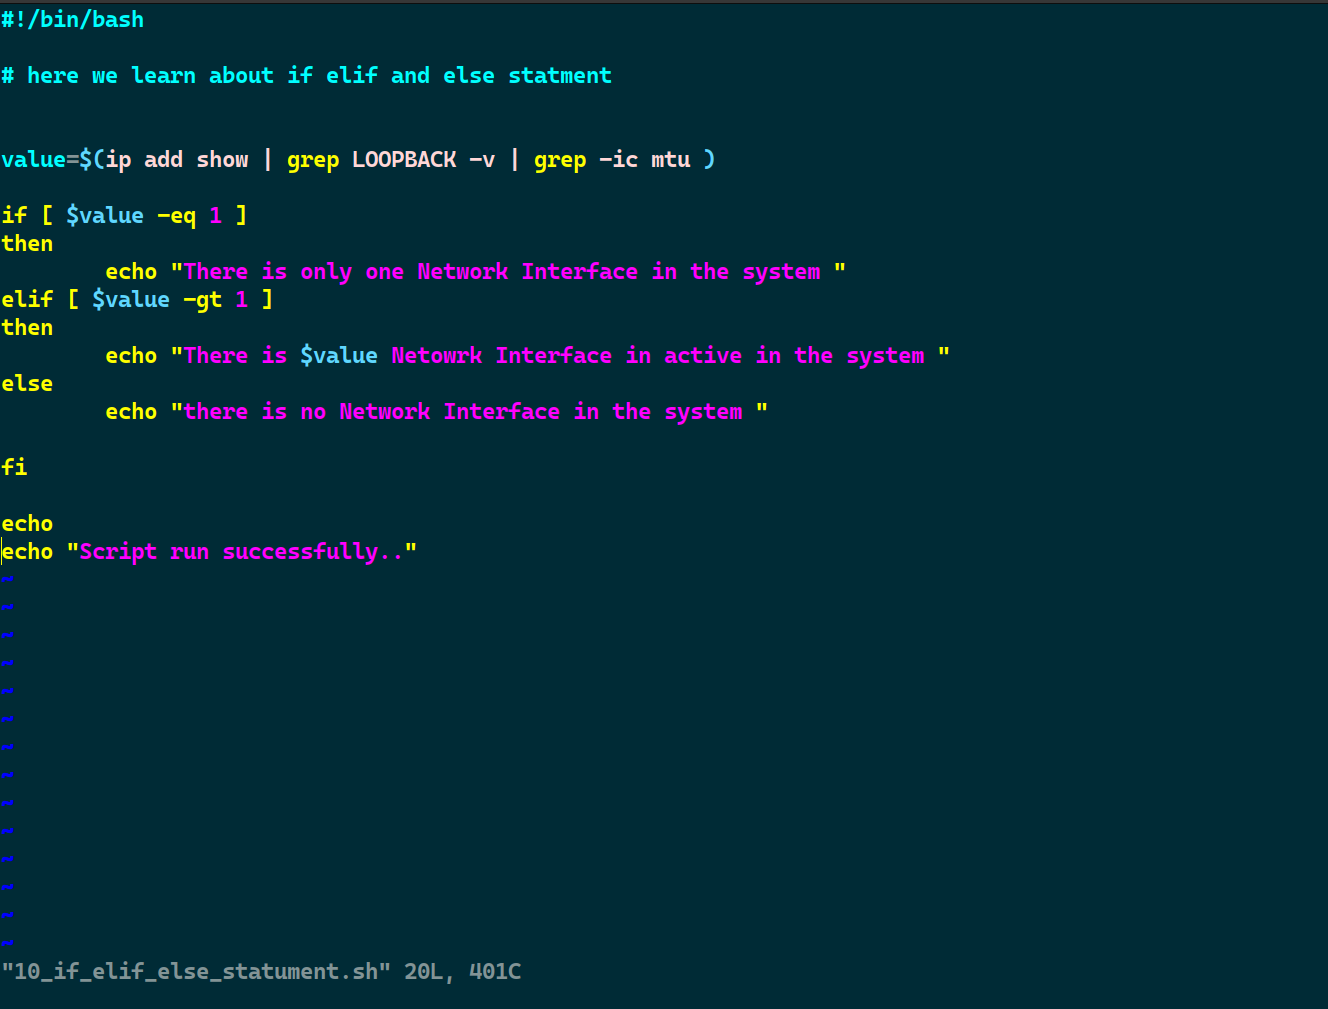 #!/bin/bash
# here we learn about if elif and else statment
value=$(ip add show | grep LOOPBACK -v | grep -ic mtu )
if [ $value -eq 1 ]
then
        echo "There is only one Network Interface in the system "
elif [ $value -gt 1 ]
then
        echo "There is $value Netowrk Interface in active in the system "
else
        echo "there is no Network Interface in the system "
fi
echo
echo "Script run successfully.."
~
~
~
~
~
~
~
~
~
~
~
~
~
~
"10_if_elif_else_statument.sh" 20L, 401C